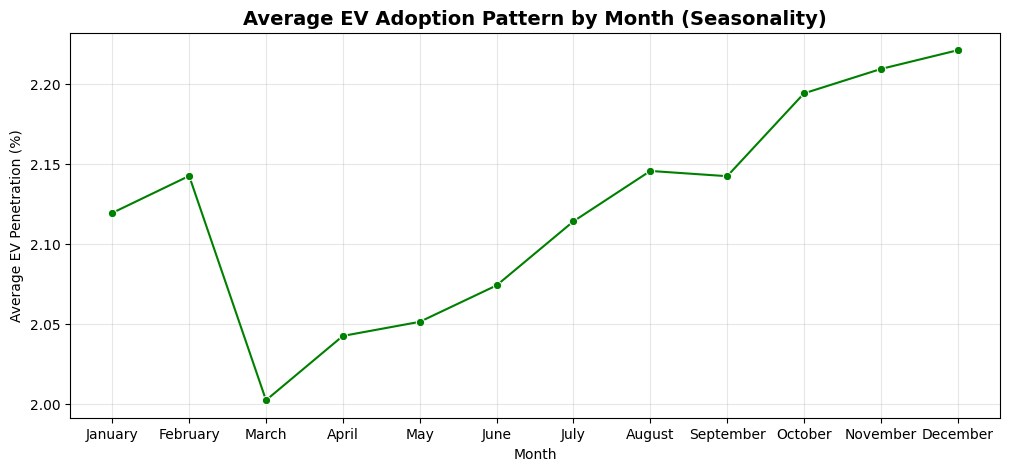 Average EV Adoption Pattern by Month (Seasonality)
Average EV Penetration (%)
2.20
2.15
2.10
2.05
2.00
January February March April May June July August September October November December
Month